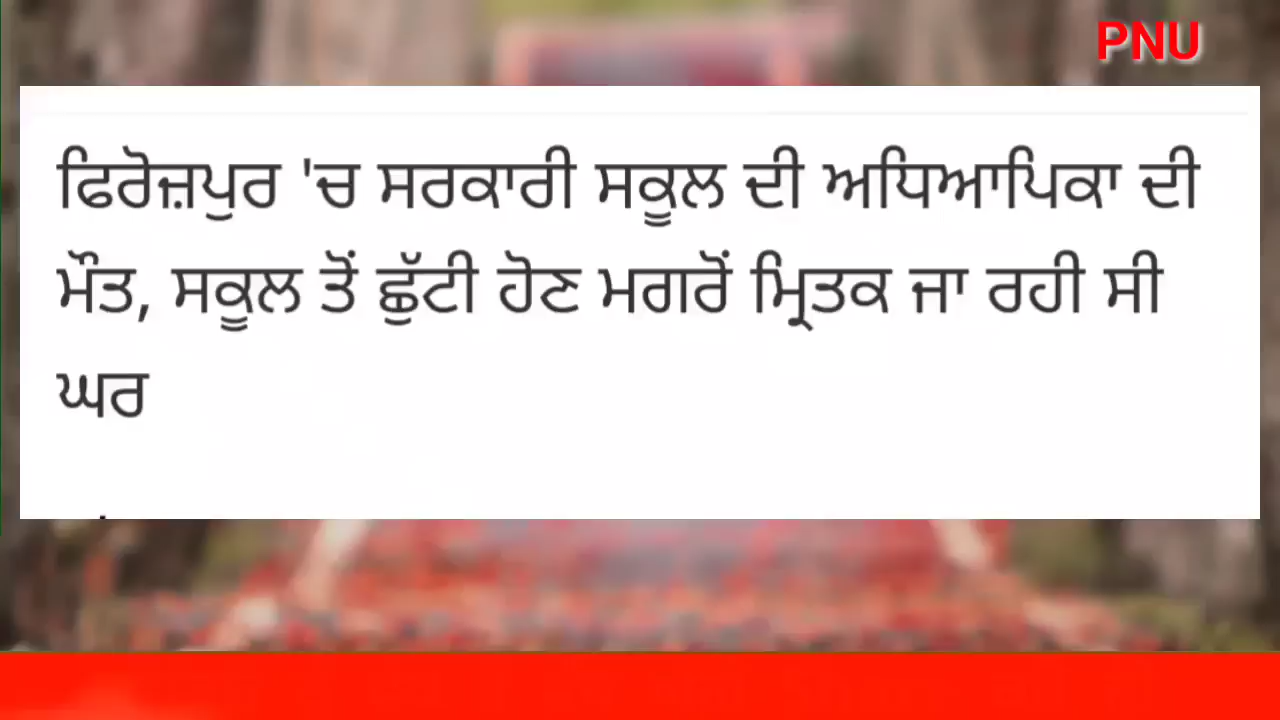 PNU
ਫਿਰੋਜ਼ਪੁਰ 'ਚ ਸਰਕਾਰੀ ਸਕੂਲ ਦੀ ਅਧਿਆਪਿਕਾ ਦੀ
ਮੌਤ, ਸਕੂਲ ਤੋਂ ਛੁੱਟੀ ਹੋਣ ਮਗਰੋਂ ਮ੍ਰਿਤਕ ਜਾ ਰਹੀ ਸੀ
ਘਰ